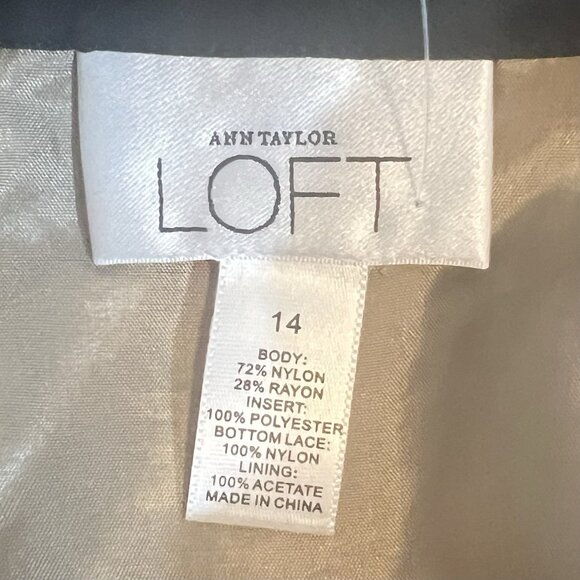 ANN TAYLOR
LOFT
14
BODY:
72% NYLON
28% RAYON
INSERT:
100% POLYESTER
BOTTOM LACE:
100% NYLON
LINING:
100% ACETATE
MADE IN CHINA